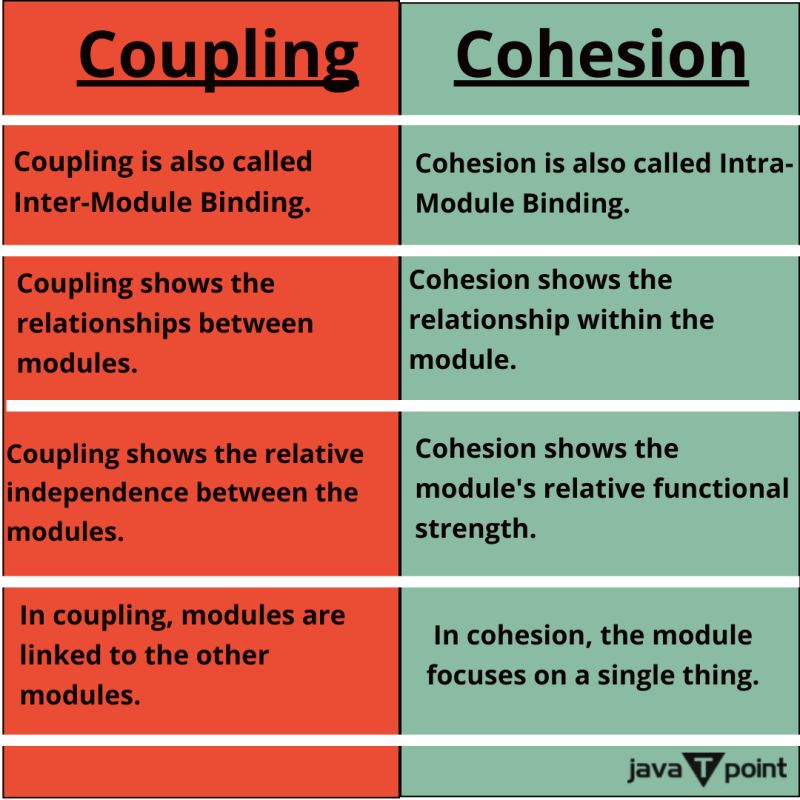 Coupling
Cohesion
Coupling is also called
Inter-Module Binding.
Cohesion is also called Intra-
Module Binding.
Coupling shows the
relationships between
modules.
Cohesion shows the
relationship within the
module.
Coupling shows the relative
independence between the
modules.
Cohesion shows the
module's relative functional
strength.
In coupling, modules are
linked to the other
modules.
In cohesion, the module
focuses on a single thing.
java T point